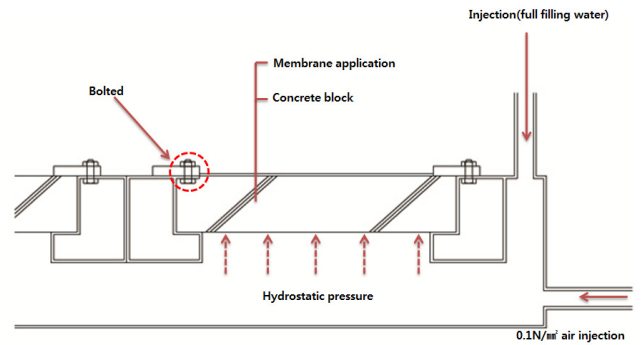 Injection(full filling water)
Membrane application
Bolted
Concrete block
Hydrostatic pressure
0.1N/㎟ air injection